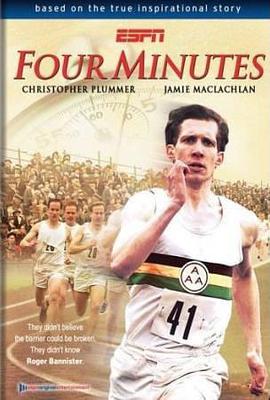 based on the true inspirational story
ESPN
FOUR MINUTES
CHRISTOPHER PLUMMER JAMIE MACLACHLAN
A
A A
41
They didn't believe
the barrier could be broken.
They didn't know
Roger Bannister.